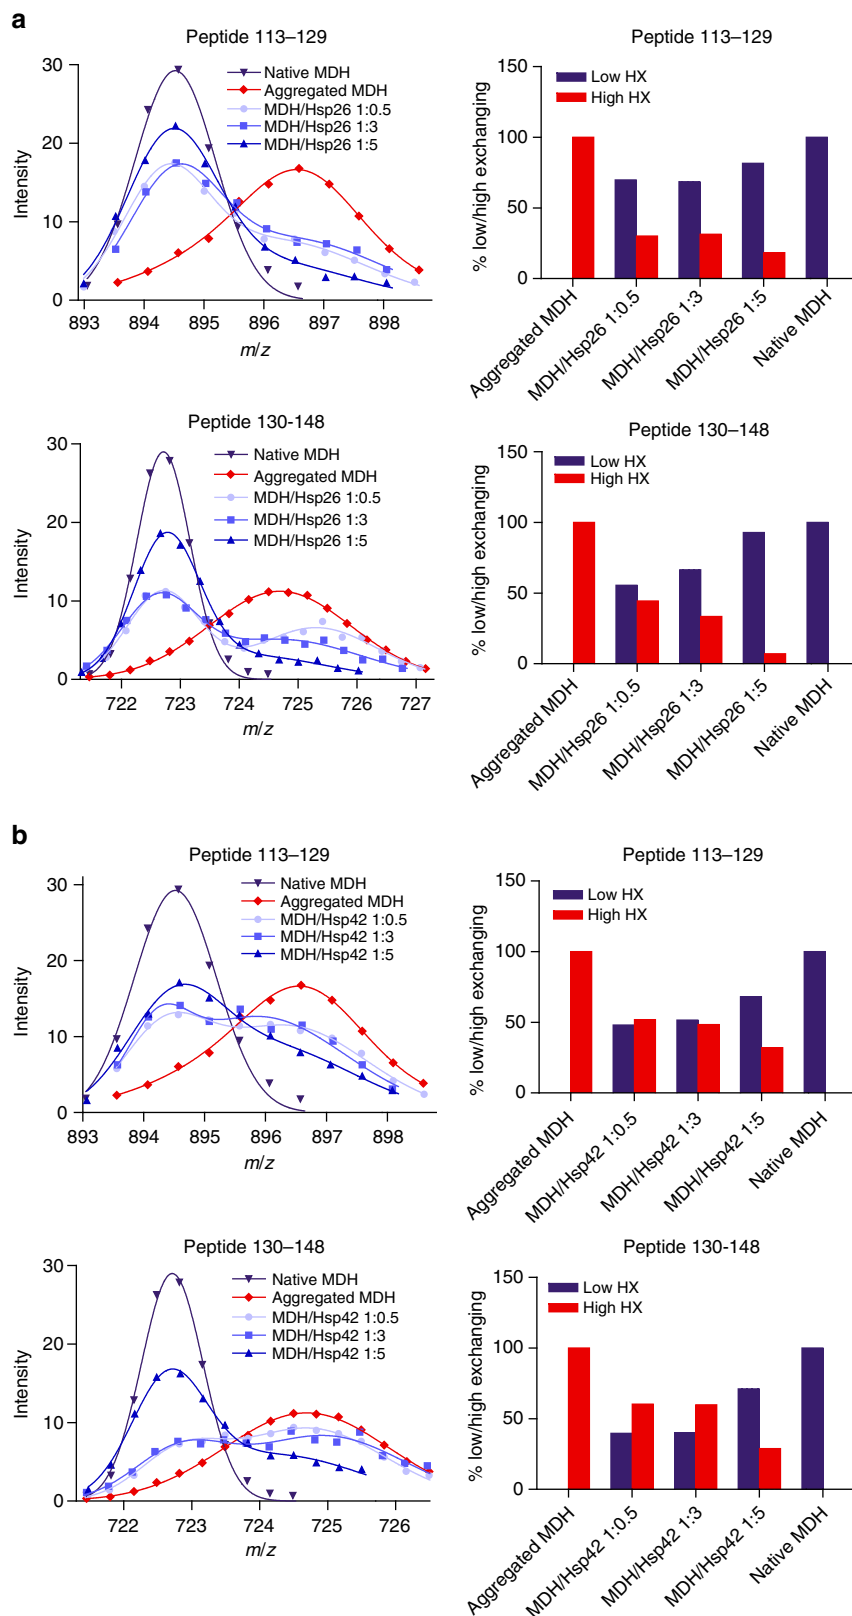 a
Peptide 113–129
30
20
10
0
Intensity
893 894 895 896 897 898
m/z
Native MDH
Aggregated MDH
MDH/Hsp26 1:0.5
MDH/Hsp26 1:3
MDH/Hsp26 1:5
Peptide 113–129
150
100
50
0
% low/high exchanging
Low HX
High HX
Aggregated MDH
MDH/Hsp26 1:0.5
MDH/Hsp26 1:3
MDH/Hsp26 1:5
Native MDH
Peptide 130-148
30
20
10
0
Intensity
722 723 724 725 726 727
m/z
Native MDH
Aggregated MDH
MDH/Hsp26 1:0.5
MDH/Hsp26 1:3
MDH/Hsp26 1:5
Peptide 130–148
150
100
50
0
% low/high exchanging
Low HX
High HX
Aggregated MDH
MDH/Hsp26 1:0.5
MDH/Hsp26 1:3
MDH/Hsp26 1:5
Native MDH
b
Peptide 113–129
30
20
10
0
Intensity
893 894 895 896 897 898
m/z
Native MDH
Aggregated MDH
MDH/Hsp42 1:0.5
MDH/Hsp42 1:3
MDH/Hsp42 1:5
Peptide 113–129
150
100
50
0
% low/high exchanging
Low HX
High HX
Aggregated MDH
MDH/Hsp42 1:0.5
MDH/Hsp42 1:3
MDH/Hsp42 1:5
Native MDH
Peptide 130–148
30
20
10
0
Intensity
722 723 724 725 726
m/z
Native MDH
Aggregated MDH
MDH/Hsp42 1:0.5
MDH/Hsp42 1:3
MDH/Hsp42 1:5
Peptide 130-148
150
100
50
0
% low/high exchanging
Low HX
High HX
Aggregated MDH
MDH/Hsp42 1:0.5
MDH/Hsp42 1:3
MDH/Hsp42 1:5
Native MDH